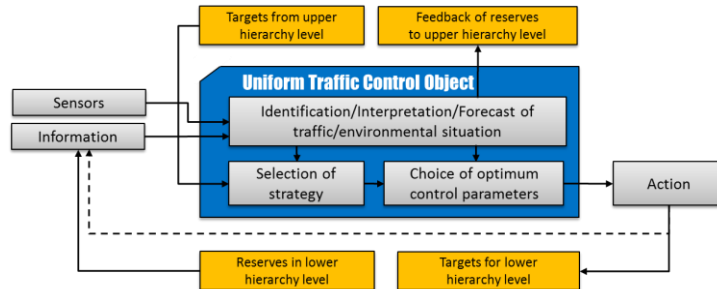 Targets from upper
hierarchy level
Feedback of reserves
to upper hierarchy level
Uniform Traffic Control Object
Sensors
Identification/Interpretation/Forecast of
traffic/environmental situation
Information
Selection of
strategy
Choice of optimum
control parameters
Action
Reserves in lower
hierarchy level
Targets for lower
hierarchy level